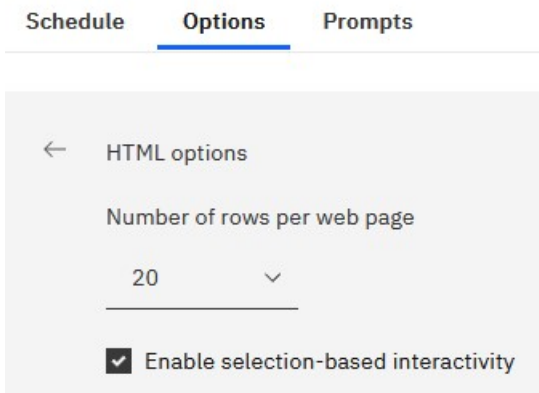 Schedule Options Prompts
HTML options
Number of rows per web page
20
Enable selection-based interactivity